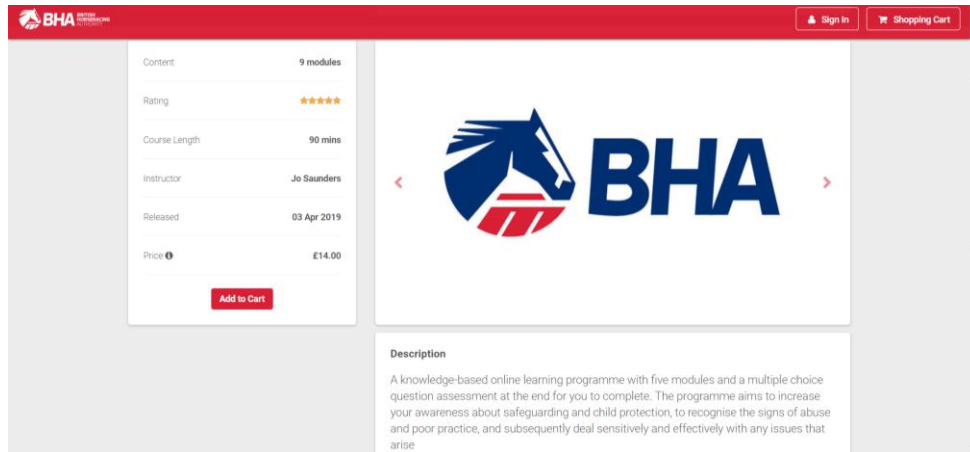 BHA BRITISH HORSERACING AUTHORITY
Sign In
Shopping Cart
Content 9 modules
Rating
Course Length 90 mins
Instructor Jo Saunders
Released 03 Apr 2019
Price £14.00
Add to Cart
BHA
Description
A knowledge-based online learning programme with five modules and a multiple choice
question assessment at the end for you to complete. The programme aims to increase
your awareness about safeguarding and child protection, to recognise the signs of abuse
and poor practice, and subsequently deal sensitively and effectively with any issues that
arise